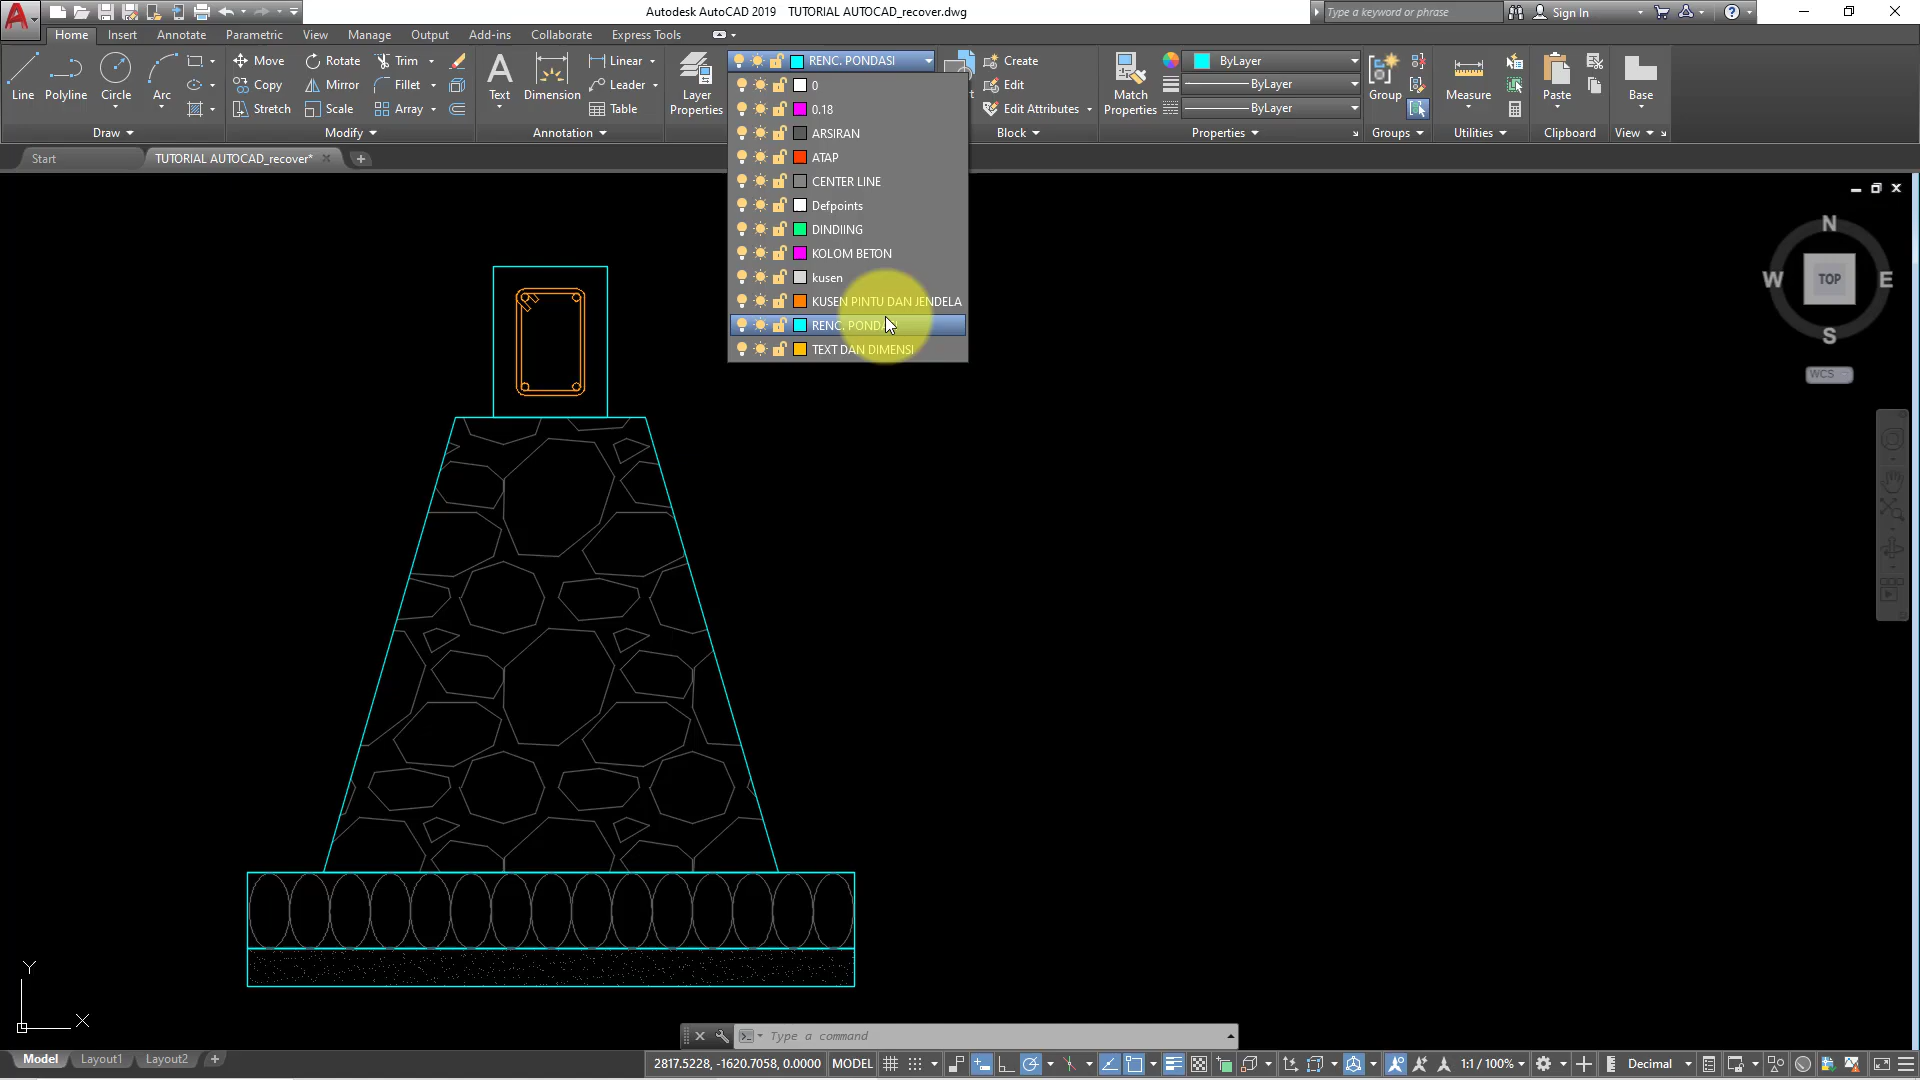 Autodesk AutoCAD 2019 TUTORIAL AUTOCAD_recover.dwg
Type a keyword or phrase
Sign In
Home Insert Annotate Parametric View Manage Output Add-ins Collaborate Express Tools
Line
Polyline
Circle
Arc
Draw
Move Rotate Trim
Copy Mirror Fillet
Stretch Scale Array
Modify
Text
Dimension
Linear
Leader
Table
Annotation
Layer
Properties
RENC. PONDASI
0
0.18
ARSIRAN
ATAP
CENTER LINE
Defpoints
DINDIING
KOLOM BETON
kusen
KUSEN PINTU DAN JENDELA
RENC. PONDASI
TEXT DAN DIMENSI
Create
Edit
Edit Attributes
Block
Match
Properties
ByLayer
ByLayer
ByLayer
Properties
Group
Groups
Measure
Utilities
Paste
Clipboard
Base
View
Start
TUTORIAL AUTOCAD_recover*
N
W TOP E
S
WCS
Y
X
Type a command
Model Layout1 Layout2
2817.5228, -1620.7058, 0.0000 MODEL
1:1 / 100%
Decimal